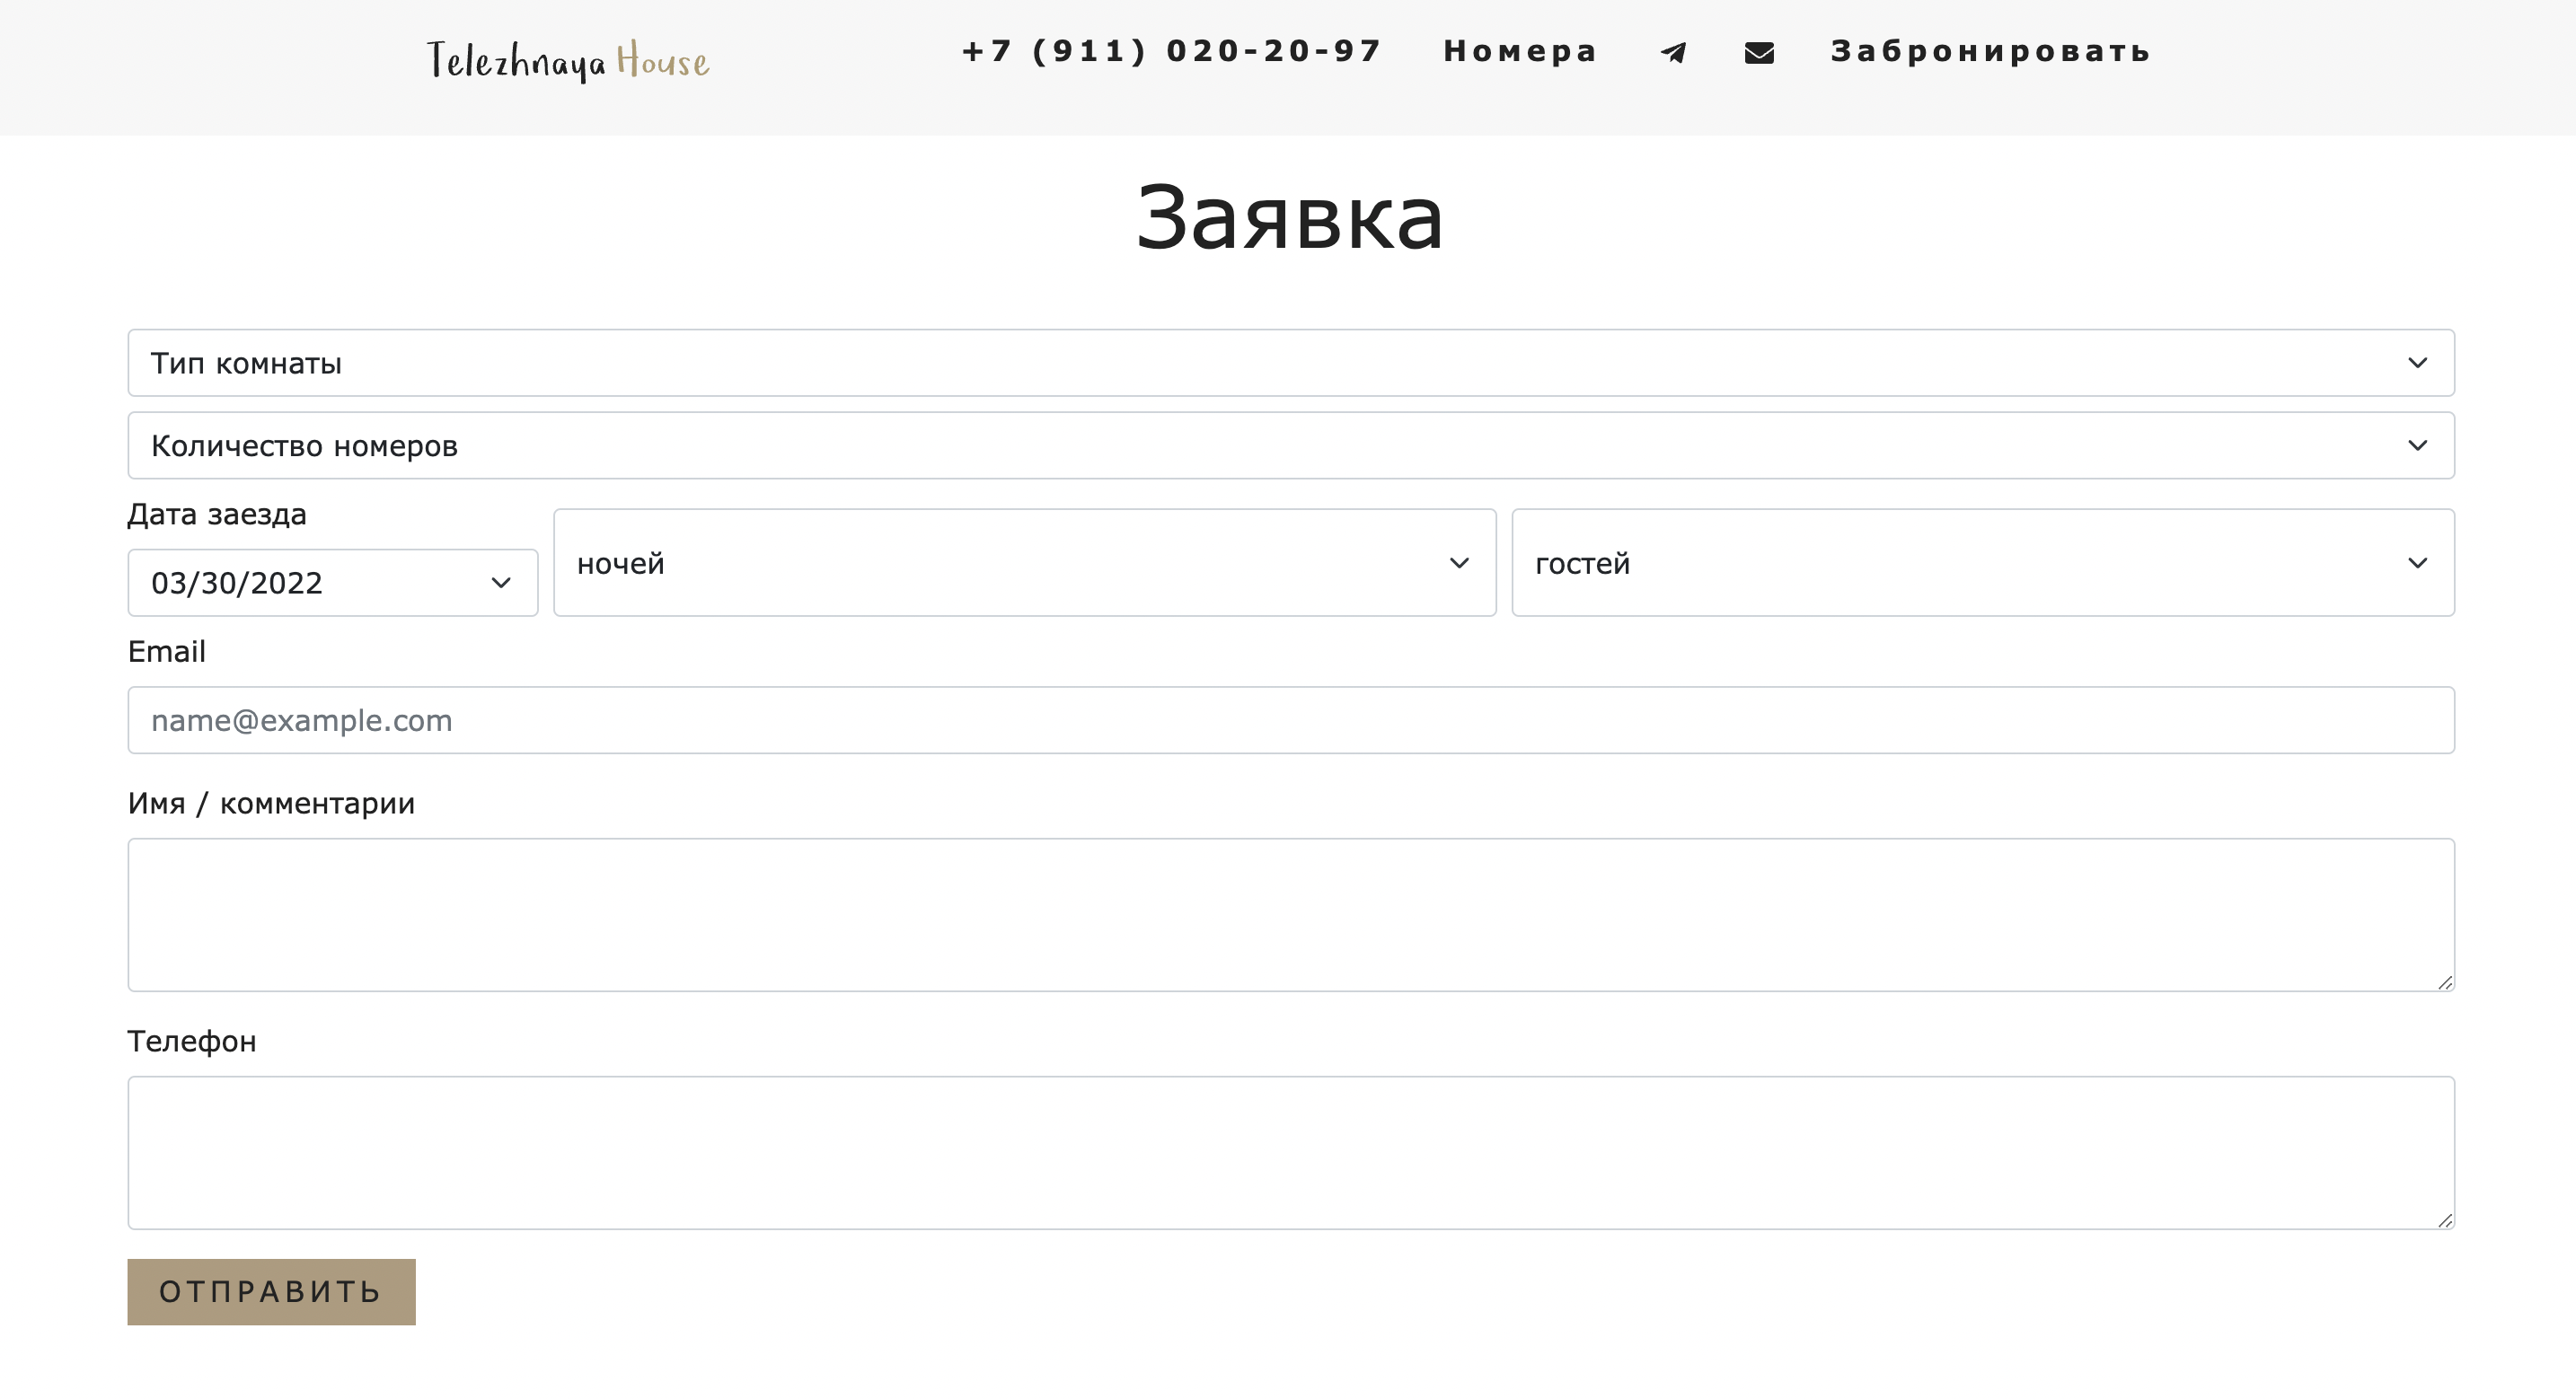 Telezhnaya House
+7 (911) 020-20-97 Номера Забронировать
Заявка
Тип комнаты
Количество номеров
Дата заезда
03/30/2022
ночей
гостей
Email
name@example.com
Имя / комментарии
Телефон
ОТПРАВИТЬ